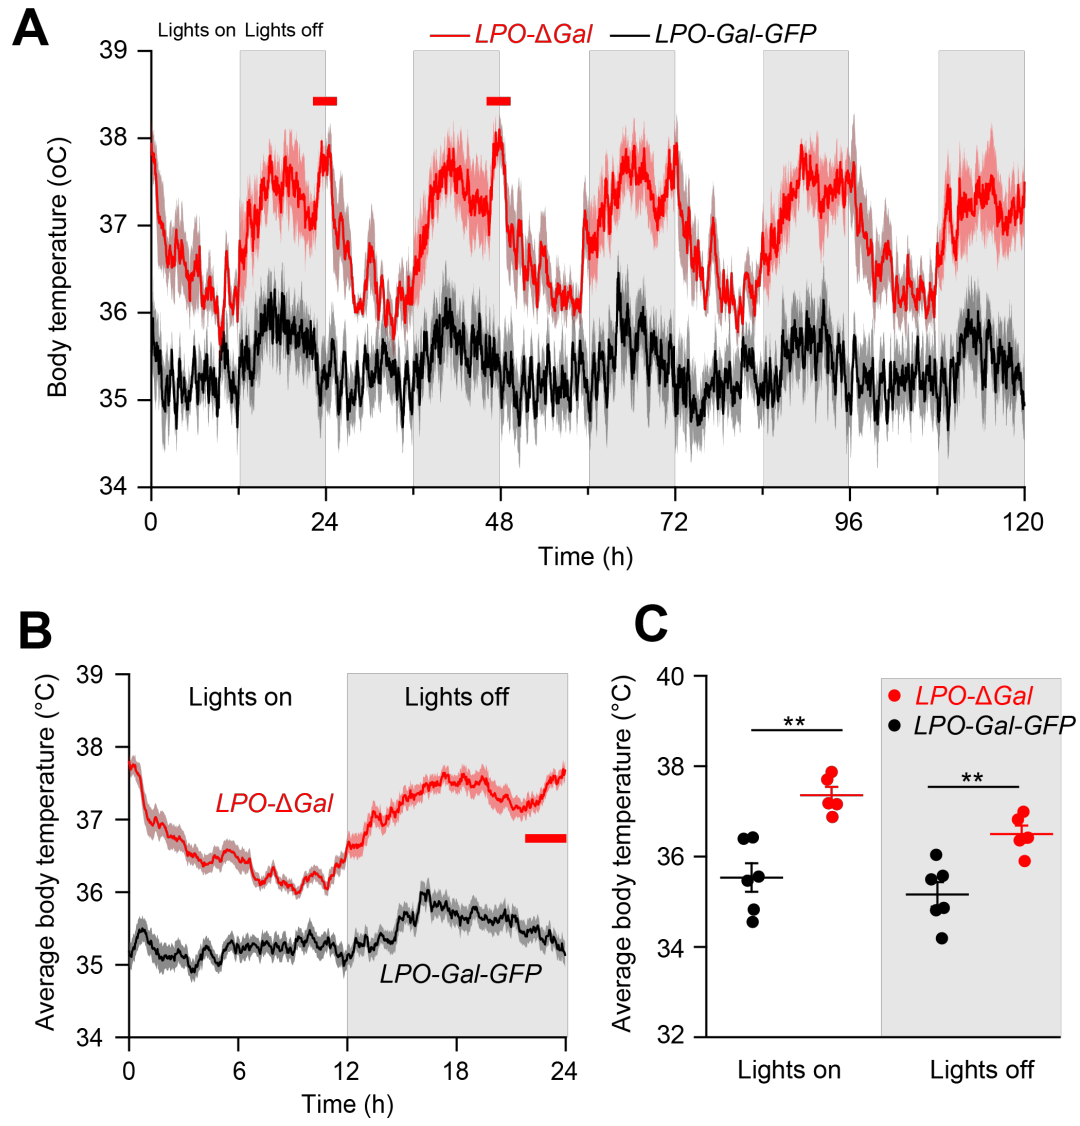 A
Lights on Lights off
LPO-ΔGal LPO-Gal-GFP
39
38
37
36
35
34
Body temperature (oC)
0 24 48 72 96 120
Time (h)
B
39
38
37
36
35
34
Average body temperature (°C)
Lights on Lights off
LPO-ΔGal
LPO-Gal-GFP
0 6 12 18 24
Time (h)
C
40
38
36
34
32
Average body temperature (°C)
LPO-ΔGal
LPO-Gal-GFP
**
**
Lights on Lights off